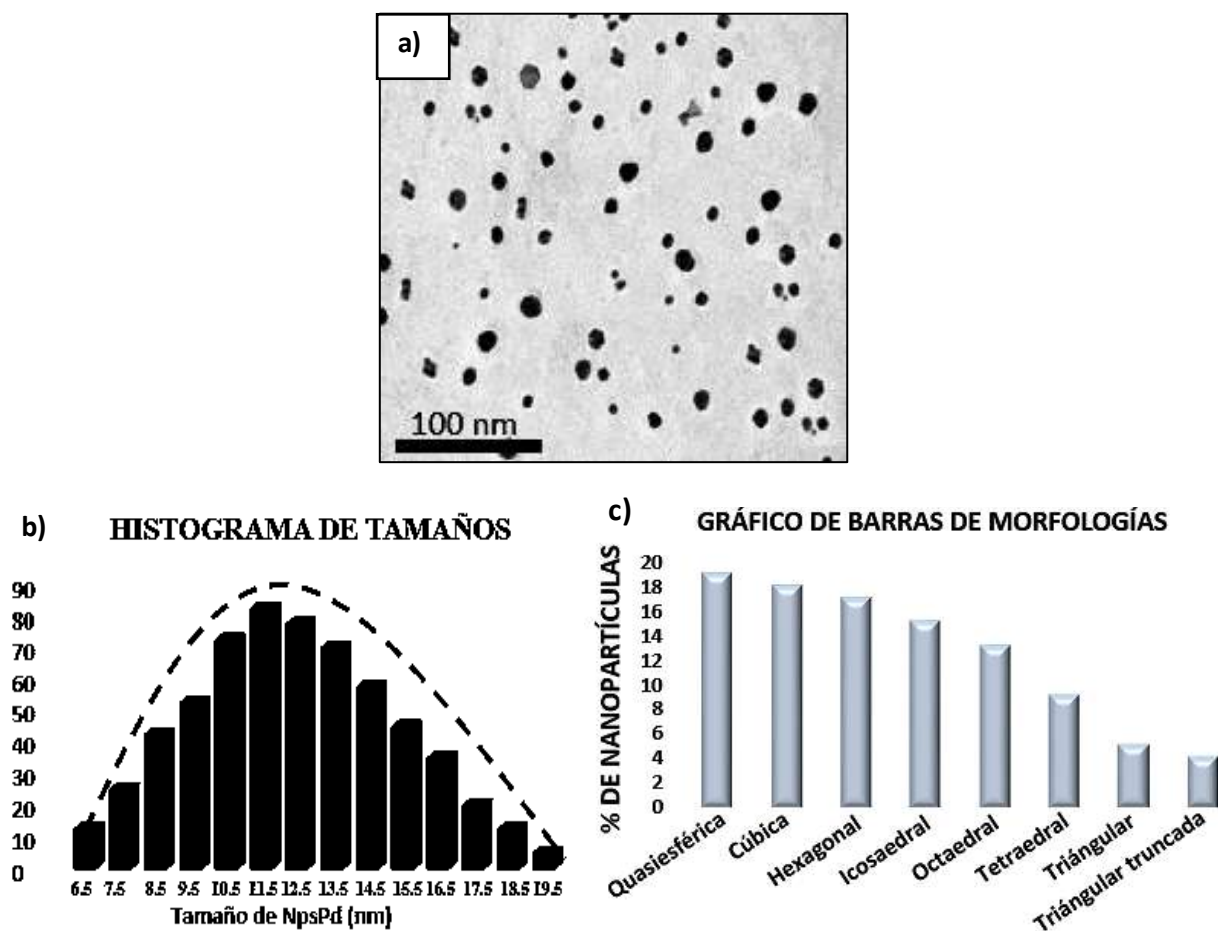 a)
100 nm
b)
HISTOGRAMA DE TAMAÑOS
90
80
70
60
50
40
30
20
10
0
6.5 7.5 8.5 9.5 10.5 11.5 12.5 13.5 14.5 15.5 16.5 17.5 18.5 19.5
Tamaño de NpsPd (nm)
c)
GRÁFICO DE BARRAS DE MORFOLOGÍAS
% DE NANOPARTÍCULAS
20
18
16
14
12
10
8
6
4
2
0
Quasiesférica
Cúbica
Hexagonal
Icosaedral
Octaedral
Tetraedral
Triángular
Triángular truncada